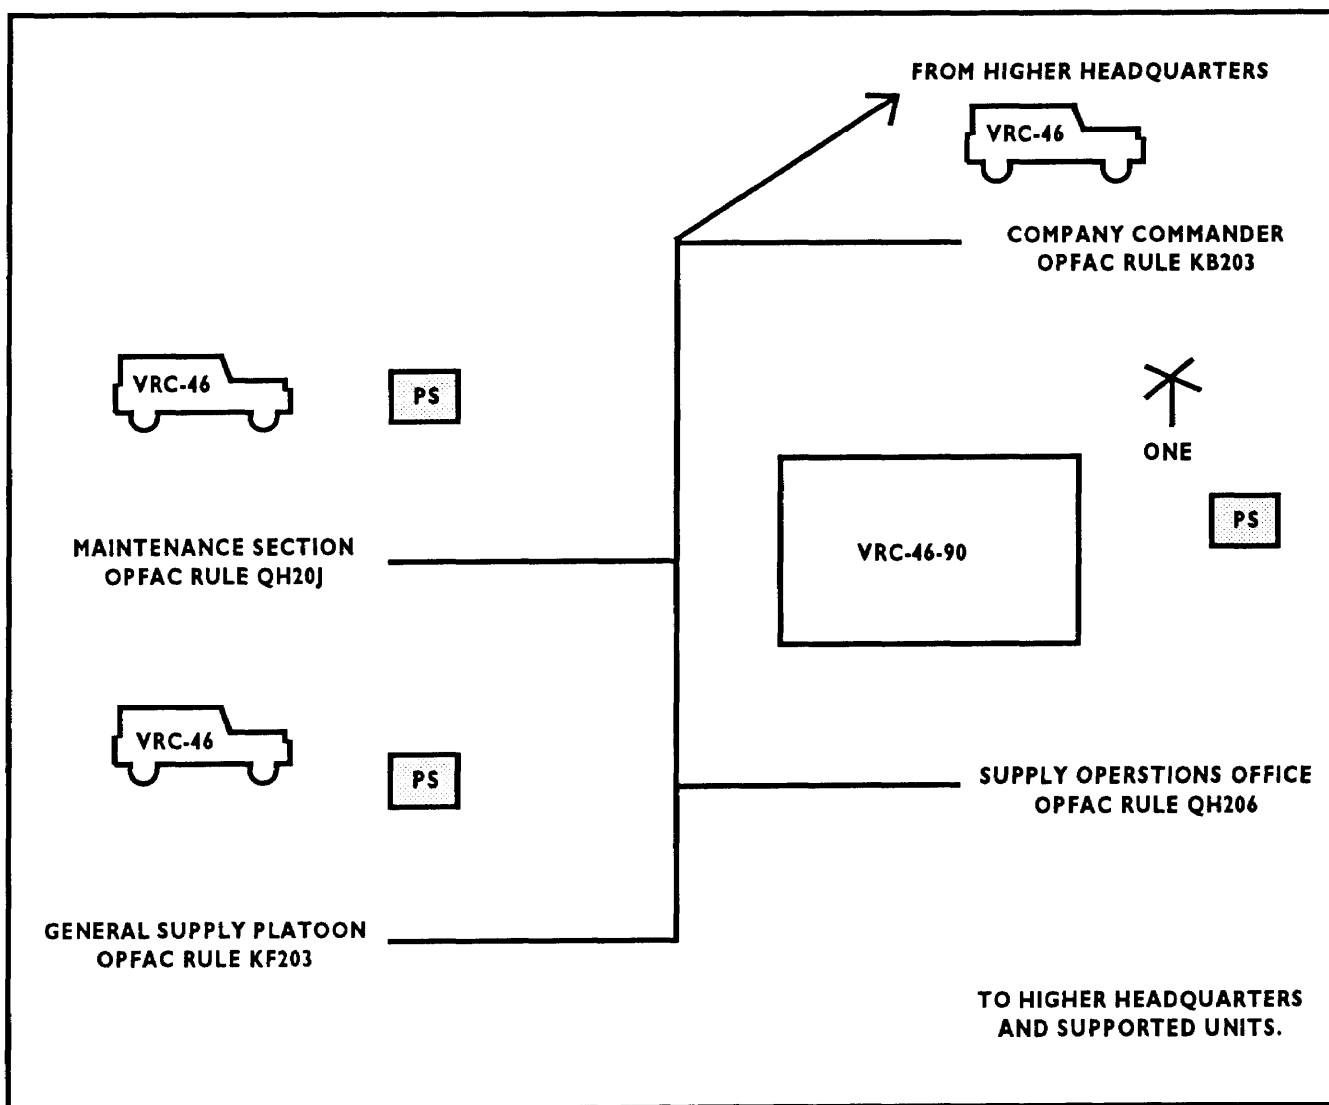 FROM HIGHER HEADQUARTERS
VRC-46
COMPANY COMMANDER
OPFAC RULE KB203
VRC-46
PS
ONE
PS
VRC-46-90
MAINTENANCE SECTION
OPFAC RULE QH20J
VRC-46
PS
SUPPLY OPERSTIONS OFFICE
OPFAC RULE QH206
GENERAL SUPPLY PLATOON
OPFAC RULE KF203
TO HIGHER HEADQUARTERS
AND SUPPORTED UNITS.